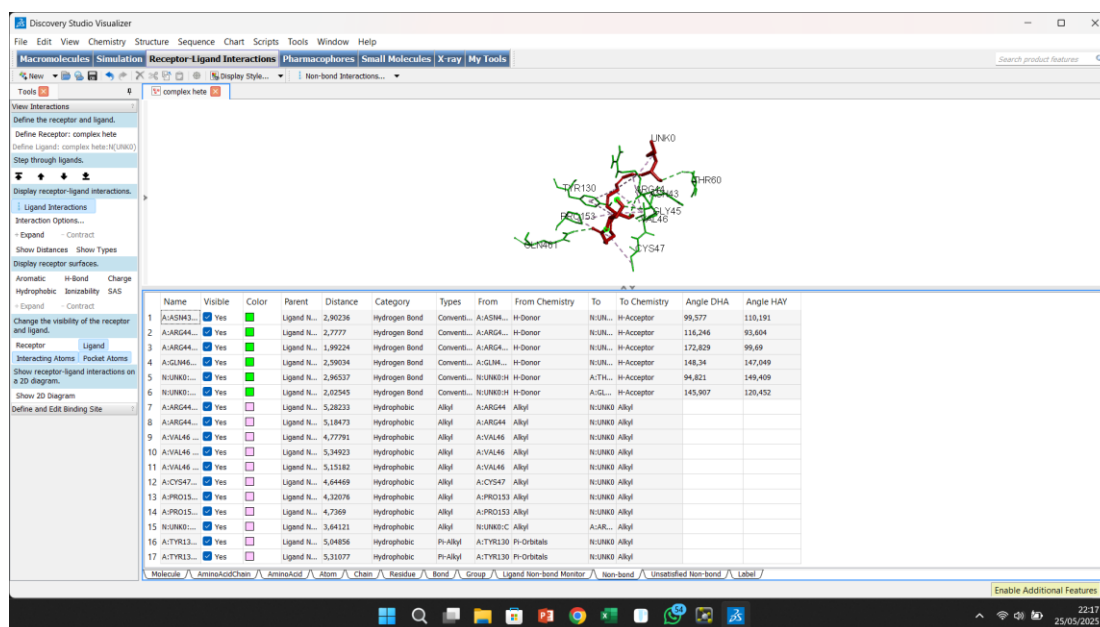 Discovery Studio Visualizer
File Edit View Chemistry Structure Sequence Chart Scripts Tools Window Help
Macromolecules Simulation Receptor-Ligand Interactions Pharmacophores Small Molecules X-ray My Tools
Search product features
New Display Style... Non-bond Interactions...
Tools
complex hete
View Interactions
Define the receptor and ligand.
Define Receptor: complex hete
Define Ligand: complex hete:N(UNK0)
Step through ligands.
Display receptor-ligand interactions.
Ligand Interactions
Interaction Options...
+ Expand - Contract
Show Distances Show Types
Display receptor surfaces.
Aromatic H-Bond Charge
Hydrophobic Ionizability SAS
+ Expand - Contract
Change the visibility of the receptor
and ligand.
Receptor Ligand
Interacting Atoms Pocket Atoms
Show receptor-ligand interactions on
a 2D diagram.
Show 2D Diagram
Define and Edit Binding Site
UNK0
THR60
TYR130
ARG44
GLY45
PRO153
VAL46
CYS47
Name Visible Color Parent Distance Category Types From From Chemistry To To Chemistry Angle DHA Angle HAY
1 A:ASN43... Yes Ligand N... 2,90236 Hydrogen Bond Conventi... A:ASN4... H-Donor N:UN... H-Acceptor 99,577 110,191
2 A:ARG44... Yes Ligand N... 2,7777 Hydrogen Bond Conventi... A:ARG4... H-Donor N:UN... H-Acceptor 116,246 93,604
3 A:ARG44... Yes Ligand N... 1,99224 Hydrogen Bond Conventi... A:ARG4... H-Donor N:UN... H-Acceptor 172,829 99,69
4 A:GLN46... Yes Ligand N... 2,59034 Hydrogen Bond Conventi... A:GLN4... H-Donor N:UN... H-Acceptor 148,34 147,049
5 N:UNK0:... Yes Ligand N... 2,96537 Hydrogen Bond Conventi... N:UNK0:H H-Donor A:TH... H-Acceptor 94,821 149,409
6 N:UNK0:... Yes Ligand N... 2,02545 Hydrogen Bond Conventi... N:UNK0:H H-Donor A:GL... H-Acceptor 145,907 120,452
7 A:ARG44... Yes Ligand N... 5,28233 Hydrophobic Alkyl A:ARG44 Alkyl N:UNK0 Alkyl
8 A:ARG44... Yes Ligand N... 5,18473 Hydrophobic Alkyl A:ARG44 Alkyl N:UNK0 Alkyl
9 A:VAL46 ... Yes Ligand N... 4,77791 Hydrophobic Alkyl A:VAL46 Alkyl N:UNK0 Alkyl
10 A:VAL46 ... Yes Ligand N... 5,34923 Hydrophobic Alkyl A:VAL46 Alkyl N:UNK0 Alkyl
11 A:VAL46 ... Yes Ligand N... 5,15182 Hydrophobic Alkyl A:VAL46 Alkyl N:UNK0 Alkyl
12 A:CYS47... Yes Ligand N... 4,64469 Hydrophobic Alkyl A:CYS47 Alkyl N:UNK0 Alkyl
13 A:PRO15... Yes Ligand N... 4,32076 Hydrophobic Alkyl A:PRO153 Alkyl N:UNK0 Alkyl
14 A:PRO15... Yes Ligand N... 4,7369 Hydrophobic Alkyl A:PRO153 Alkyl N:UNK0 Alkyl
15 N:UNK0:... Yes Ligand N... 3,64121 Hydrophobic Alkyl N:UNK0:C Alkyl A:AR... Alkyl
16 A:TYR13... Yes Ligand N... 5,04856 Hydrophobic Pi-Alkyl A:TYR130 Pi-Orbitals N:UNK0 Alkyl
17 A:TYR13... Yes Ligand N... 5,31077 Hydrophobic Pi-Alkyl A:TYR130 Pi-Orbitals N:UNK0 Alkyl
Molecule AminoAcidChain AminoAcid Atom Chain Residue Bond Group Ligand Non-bond Monitor Non-bond Unsatisfied Non-bond Label
Enable Additional Features
54
22:17
25/05/2025